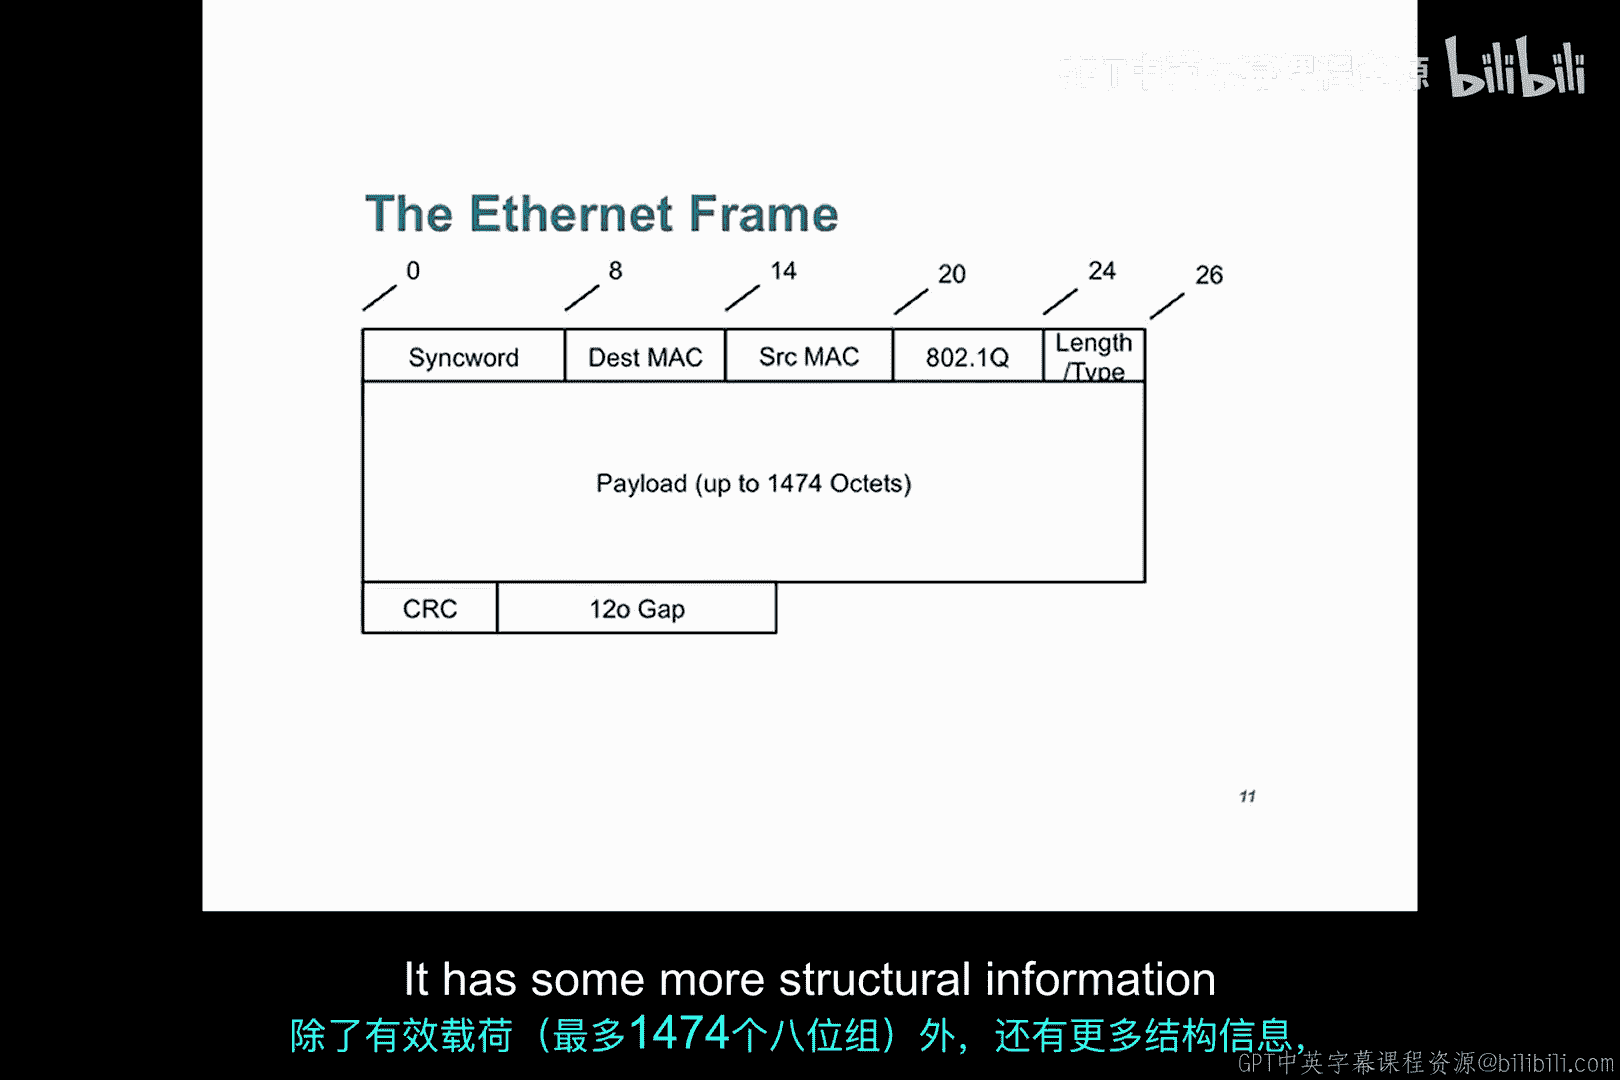 bilibili
The Ethernet Frame
0 8 14 20 24 26
Syncword Dest MAC Src MAC 802.1Q Length /Type
Payload (up to 1474 Octets)
CRC 12o Gap
11
It has some more structural information
除了有效载荷（最多1474个八位组）外，还有更多结构信息，
GPT中英字幕课程资源@bilibili.com